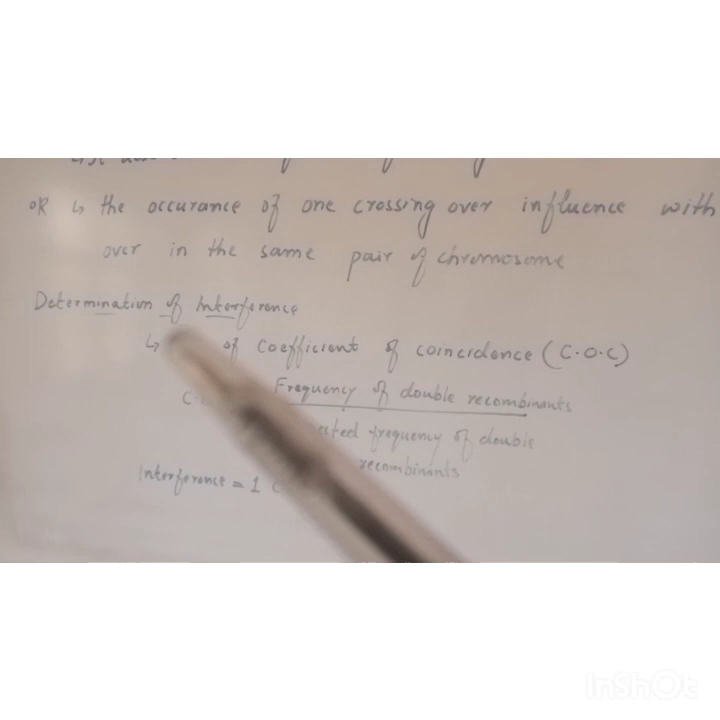 OR ↳ the occurance of one crossing over influence with
over in the same pair of chromosome
Determination of Interference
↳ of coefficient of coincidence (C.O.C)
Frequency of double recombinants
frequency of double
recombinants
Interference = 1
InShOt